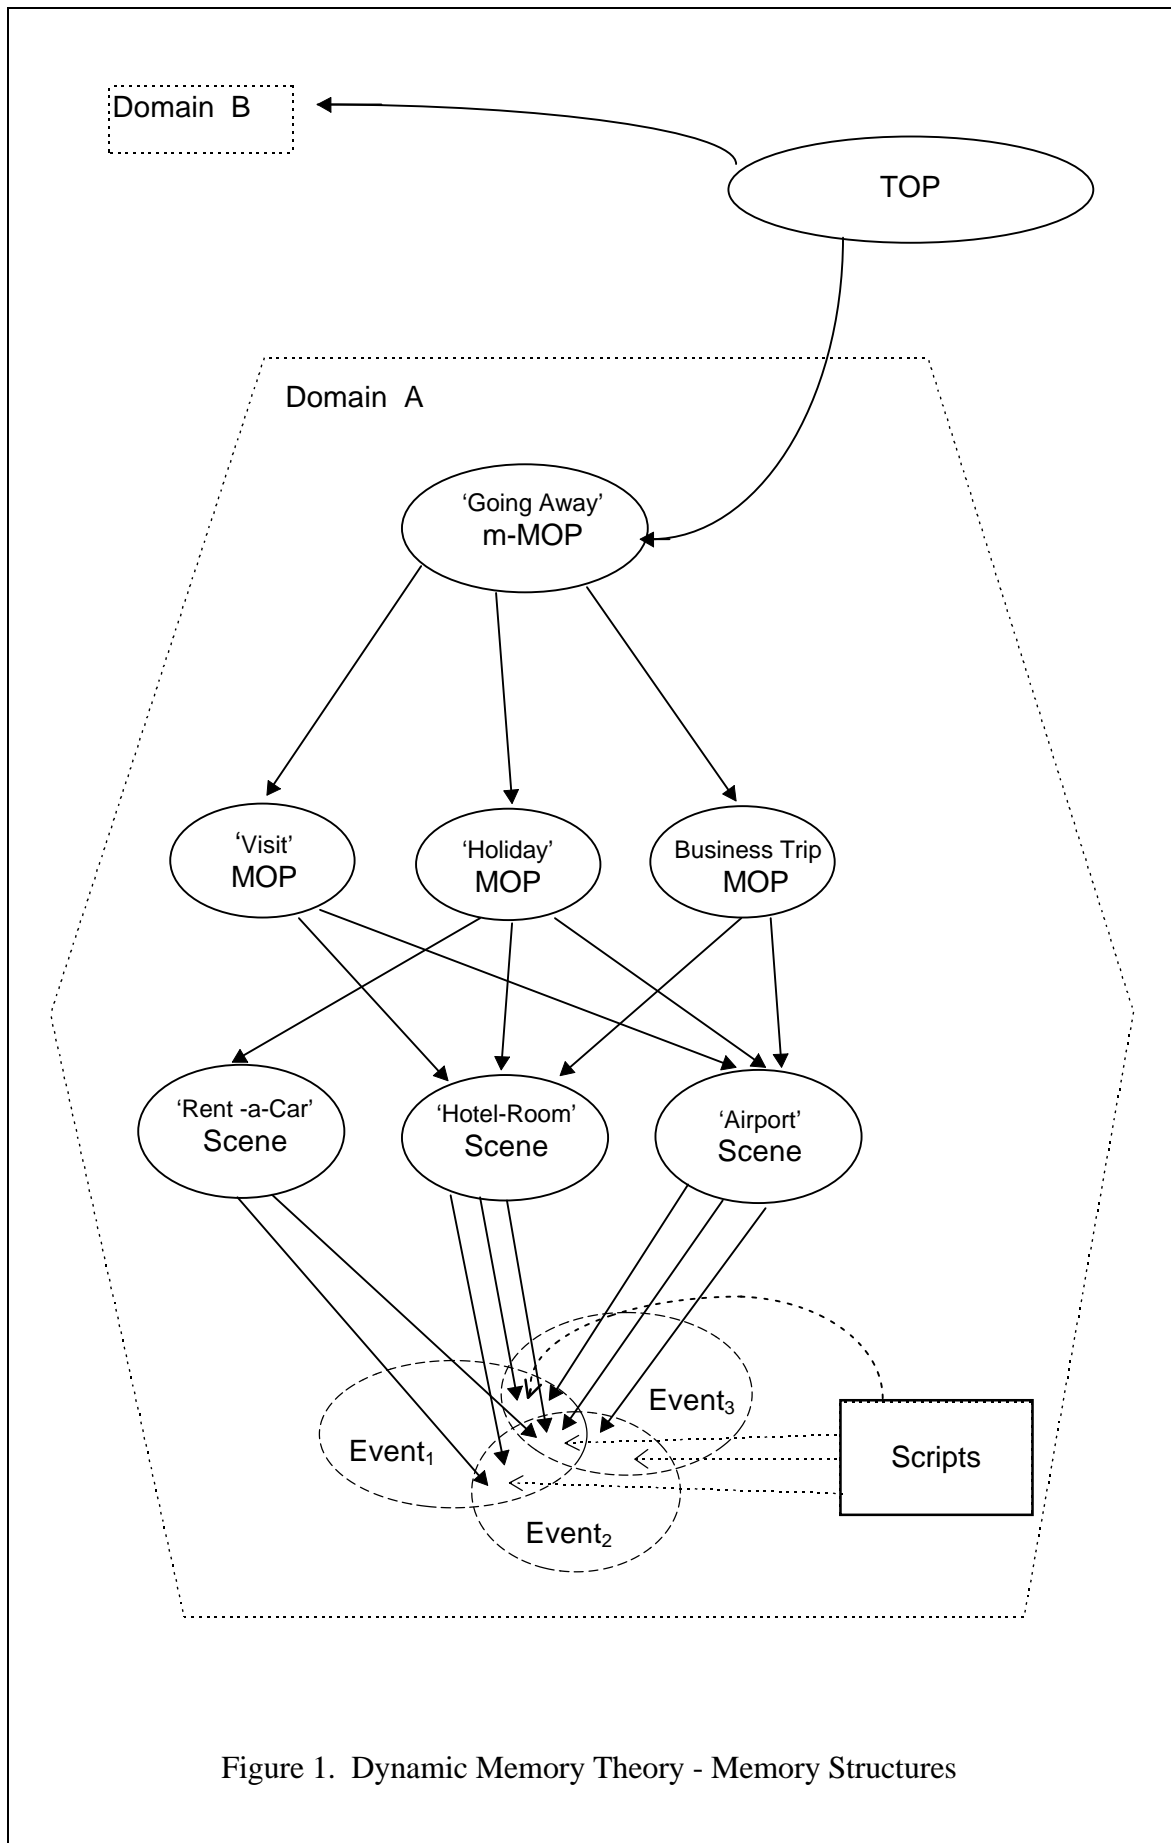 Domain B
TOP
Domain A
‘Going Away’
m-MOP
‘Visit’
MOP
‘Holiday’
MOP
Business Trip
MOP
‘Rent -a-Car’
Scene
‘Hotel-Room’
Scene
‘Airport’
Scene
Event3
Event1
Scripts
Event2
Figure 1. Dynamic Memory Theory - Memory Structures